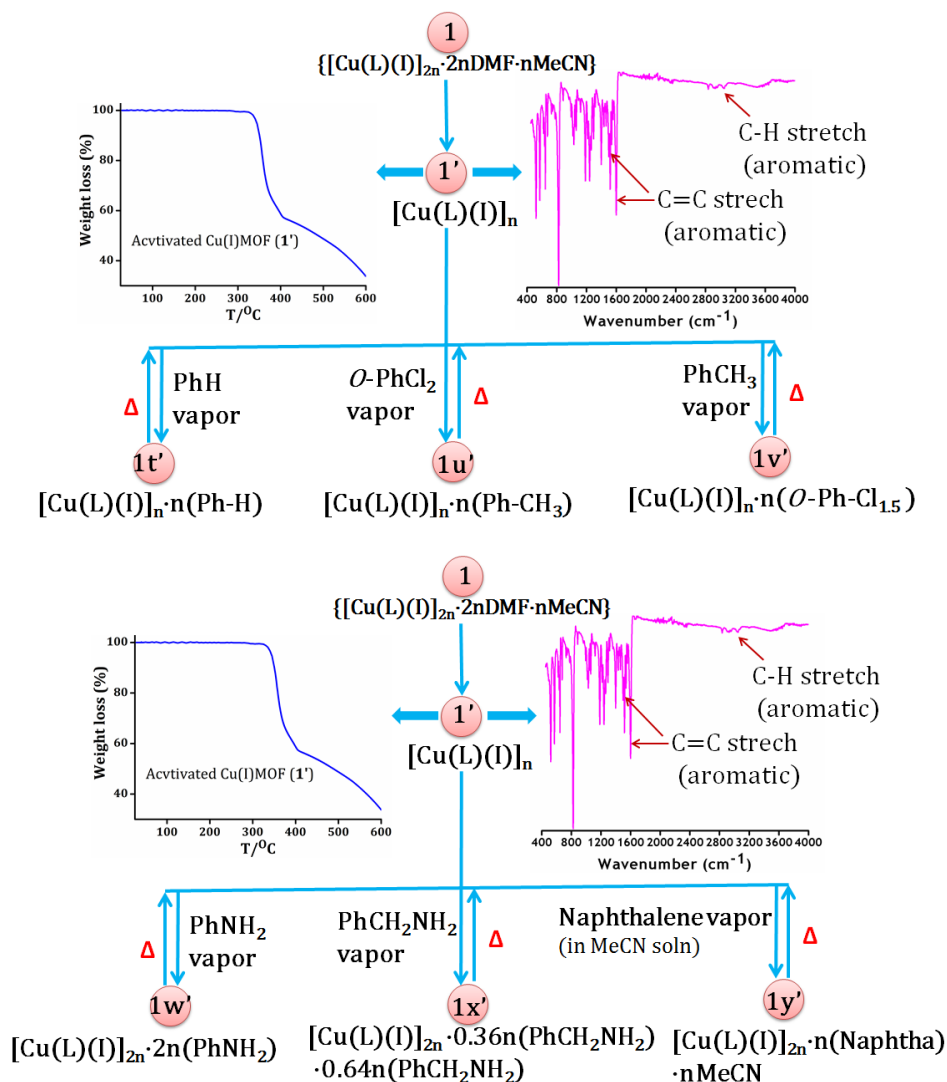 1
{[Cu(L)(I)]2n·2nDMF·nMeCN}
100
80
60
40
Weight loss (%)
Acvtivated Cu(I)MOF (1')
100 200 300 400 500 600
T/OC
1'
[Cu(L)(I)]n
C-H stretch
(aromatic)
C=C strech
(aromatic)
400 800 1200 1600 2000 2400 2800 3200 3600 4000
Wavenumber (cm-1)
Δ
PhH
vapor
O-PhCl2
vapor
Δ
PhCH3
vapor
Δ
1t'
1u'
1v'
[Cu(L)(I)]n·n(Ph-H)
[Cu(L)(I)]n·n(Ph-CH3)
[Cu(L)(I)]n·n(O-Ph-Cl1.5)
1
{[Cu(L)(I)]2n·2nDMF·nMeCN}
100
80
60
40
Weight loss (%)
Acvtivated Cu(I)MOF (1')
100 200 300 400 500 600
T/OC
1'
[Cu(L)(I)]n
C-H stretch
(aromatic)
C=C strech
(aromatic)
400 800 1200 1600 2000 2400 2800 3200 3600 4000
Wavenumber (cm-1)
Δ
PhNH2
vapor
PhCH2NH2
vapor
Δ
Naphthalene vapor
(in MeCN soln)
Δ
1w'
1x'
1y'
[Cu(L)(I)]2n·2n(PhNH2)
[Cu(L)(I)]2n·0.36n(PhCH2NH2)
·0.64n(PhCH2NH2)
[Cu(L)(I)]2n·n(Naphtha)
·nMeCN